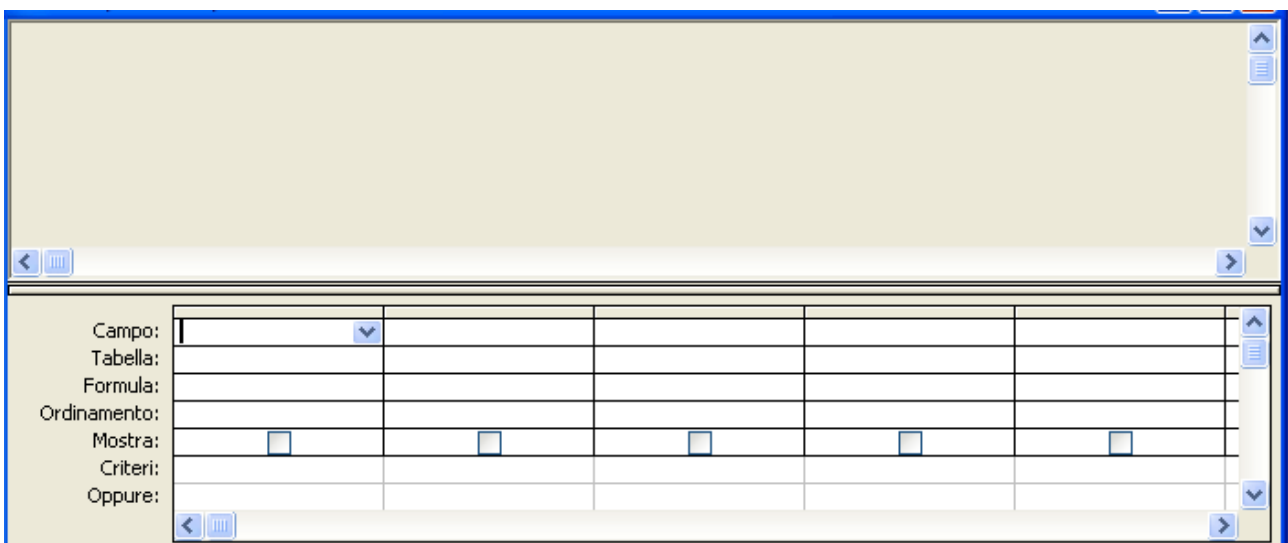 Campo:
Tabella:
Formula:
Ordinamento:
Mostra:
Criteri:
Oppure: